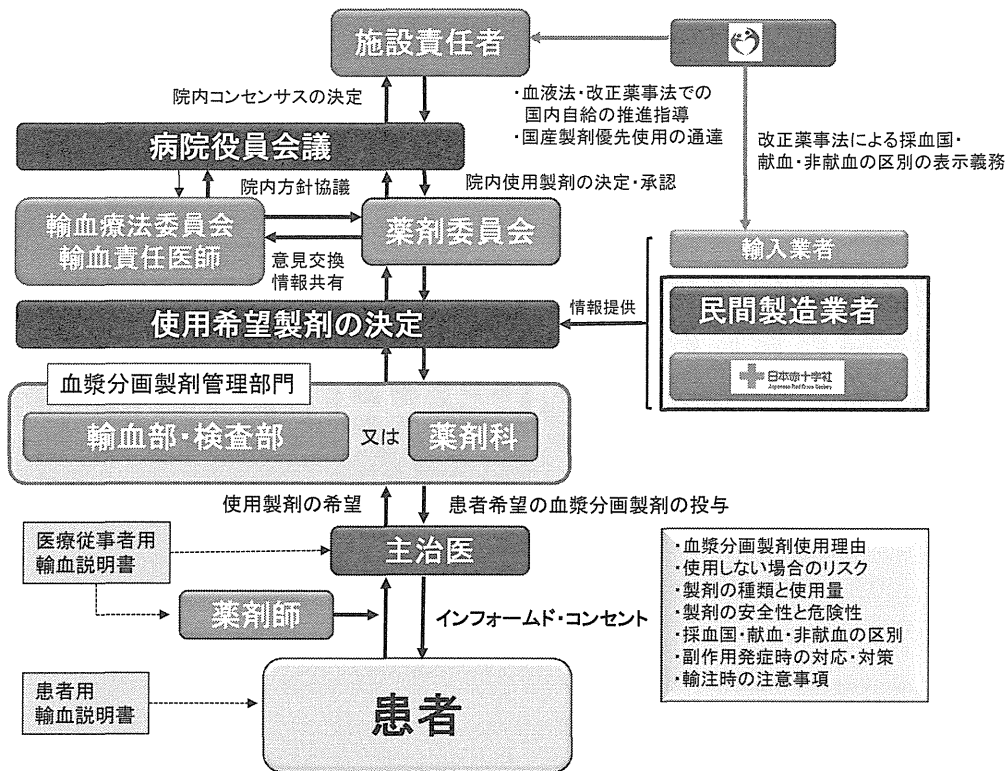 施設責任者
院内コンセンサスの決定
・血液法・改正薬事法での
国内自給の推進指導
・国産製剤優先使用の通達
改正薬事法による採血国・
献血・非献血の区別の表示義務
病院役員会議
院内方針協議
院内使用製剤の決定・承認
輸血療法委員会
輸血責任医師
薬剤委員会
意見交換
情報共有
輸入業者
使用希望製剤の決定
情報提供
民間製造業者
日本赤十字社
Japanese Red Cross Society
血漿分画製剤管理部門
輸血部・検査部
又は
薬剤科
使用製剤の希望
患者希望の血漿分画製剤の投与
医療従事者用
輸血説明書
主治医
薬剤師
インフォームド・コンセント
・血漿分画製剤使用理由
・使用しない場合のリスク
・製剤の種類と使用量
・製剤の安全性と危険性
・採血国・献血・非献血の区別
・副作用発症時の対応・対策
・輸注時の注意事項
患者用
輸血説明書
患者